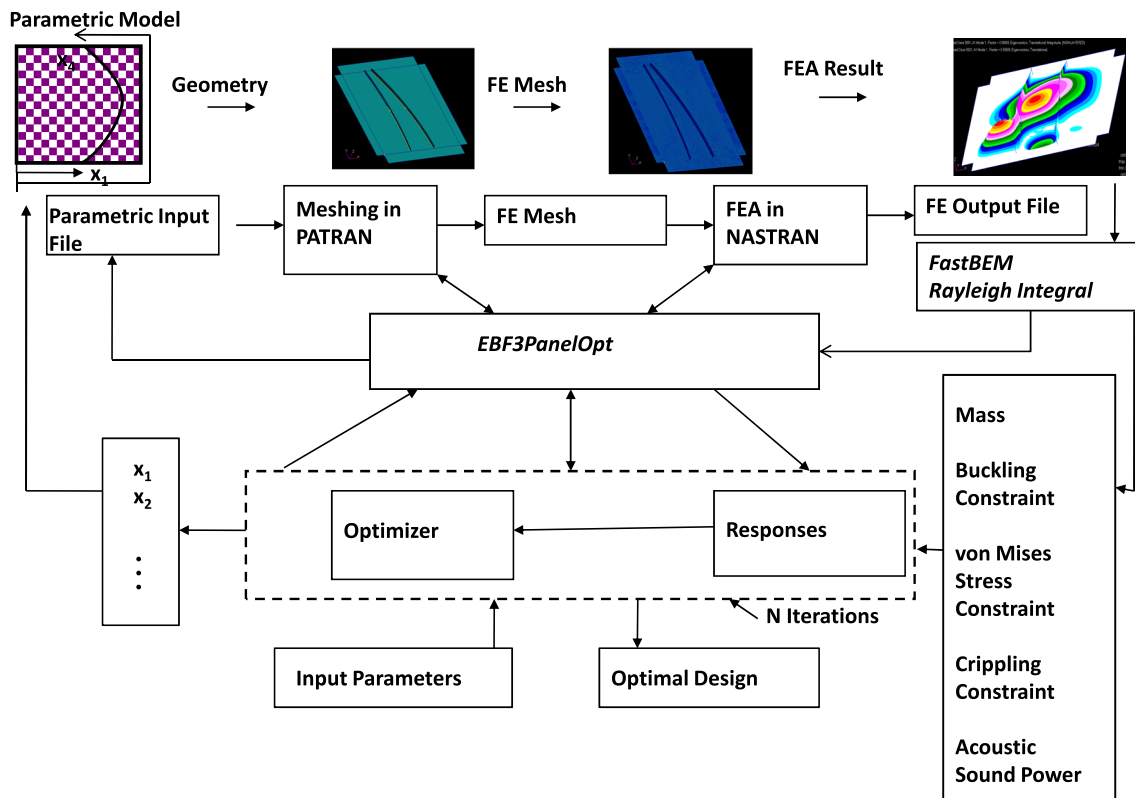 Parametric Model
x4
x1
Geometry
FE Mesh
FEA Result
Parametric Input
File
Meshing in
PATRAN
FE Mesh
FEA in
NASTRAN
FE Output File
FastBEM
Rayleigh Integral
EBF3PanelOpt
x1
x2
⋮
Optimizer
Responses
N Iterations
Input Parameters
Optimal Design
Mass
Buckling
Constraint
von Mises
Stress
Constraint
Crippling
Constraint
Acoustic
Sound Power